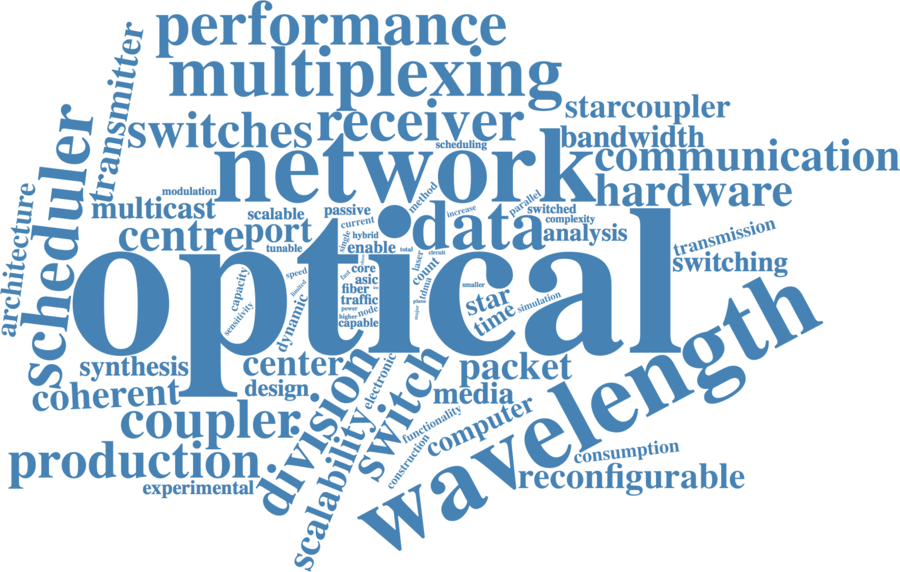 performance
transmitter
multiplexing
starcoupler
switches
receiver
bandwidth
scheduler
scheduling
network
communication
hardware
modulation
method
parallel
multicast
scalable
passive
increase
switched
complexity
architecture
centre
port
current
data
analysis
transmission
tunable
single
hybrid
enable
total
circuit
switching
optical
capacity
speed
limited
fast
core
asic
fiber
traffic
power
node
higher
capable
laser
count
tdma
plane
major
smaller
star
time
simulation
sensitivity
dynamic
synthesis
center
design
division
electronic
switch
packet
media
wavelength
coherent
coupler
scalability
functionality
construction
computer
production
experimental
consumption
reconfigurable